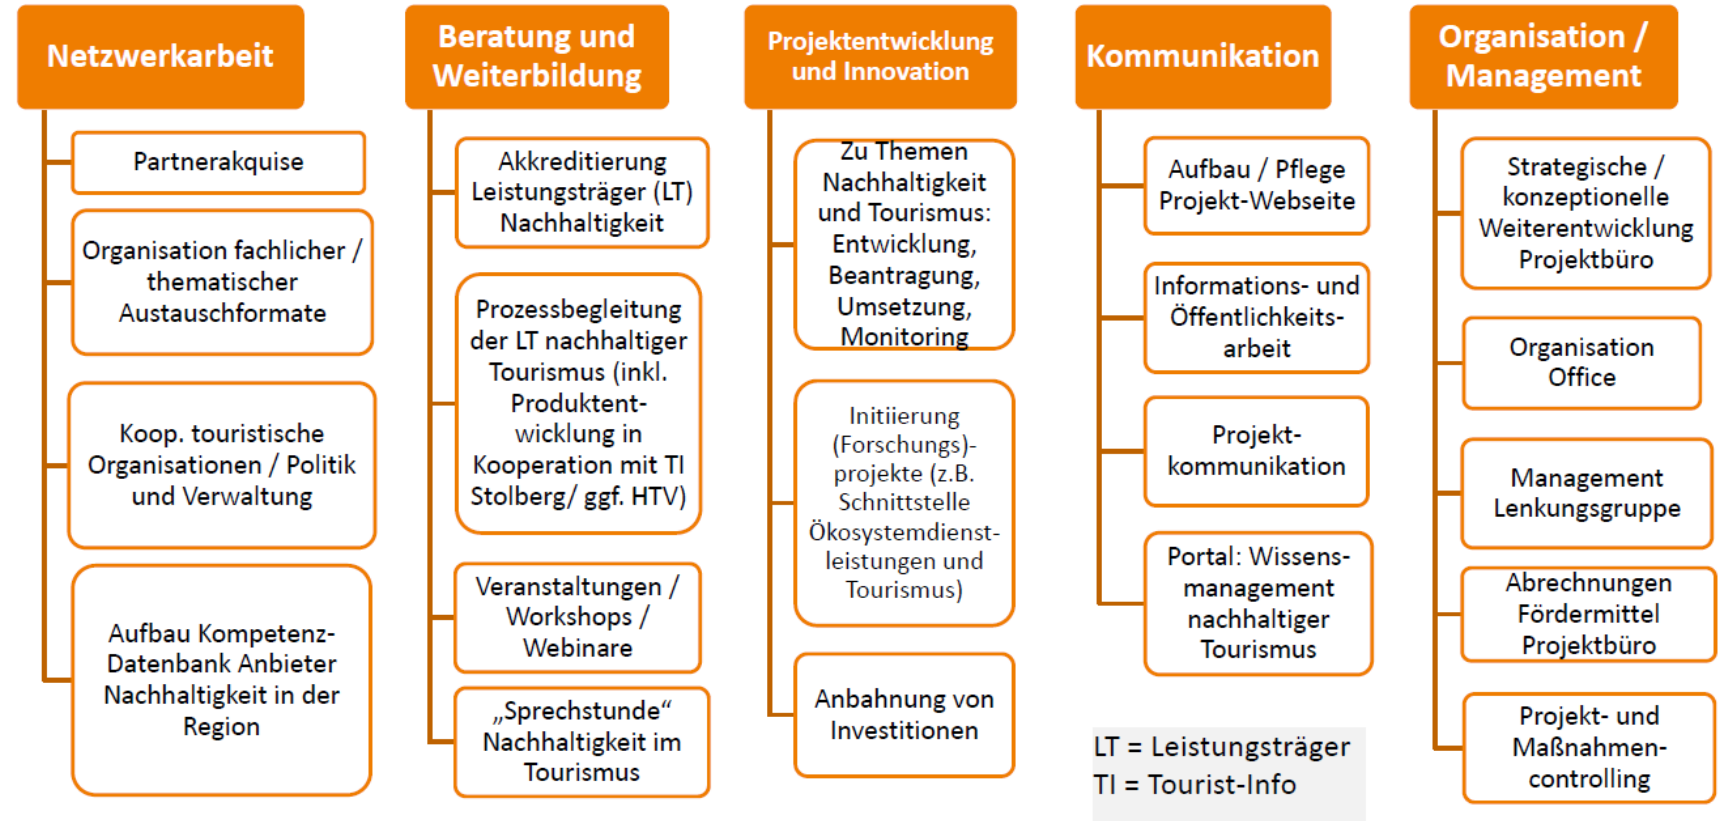 Netzwerkarbeit
Partnerakquise
Organisation fachlicher /
thematischer
Austauschformate
Koop. touristische
Organisationen / Politik
und Verwaltung
Aufbau Kompetenz-
Datenbank Anbieter
Nachhaltigkeit in der
Region
Beratung und
Weiterbildung
Akkreditierung
Leistungsträger (LT)
Nachhaltigkeit
Prozessbegleitung
der LT nachhaltiger
Tourismus (inkl.
Produktent-
wicklung in
Kooperation mit TI
Stolberg/ ggf. HTV)
Veranstaltungen /
Workshops /
Webinare
„Sprechstunde“
Nachhaltigkeit im
Tourismus
Projektentwicklung
und Innovation
Zu Themen
Nachhaltigkeit
und Tourismus:
Entwicklung,
Beantragung,
Umsetzung,
Monitoring
Initiierung
(Forschungs)-
projekte (z.B.
Schnittstelle
Ökosystemdienst-
leistungen und
Tourismus)
Anbahnung von
Investitionen
Kommunikation
Aufbau / Pflege
Projekt-Webseite
Informations- und
Öffentlichkeits-
arbeit
Projekt-
kommunikation
Portal: Wissens-
management
nachhaltiger
Tourismus
LT = Leistungsträger
TI = Tourist-Info
Organisation /
Management
Strategische /
konzeptionelle
Weiterentwicklung
Projektbüro
Organisation
Office
Management
Lenkungsgruppe
Abrechnungen
Fördermittel
Projektbüro
Projekt- und
Maßnahmen-
controlling